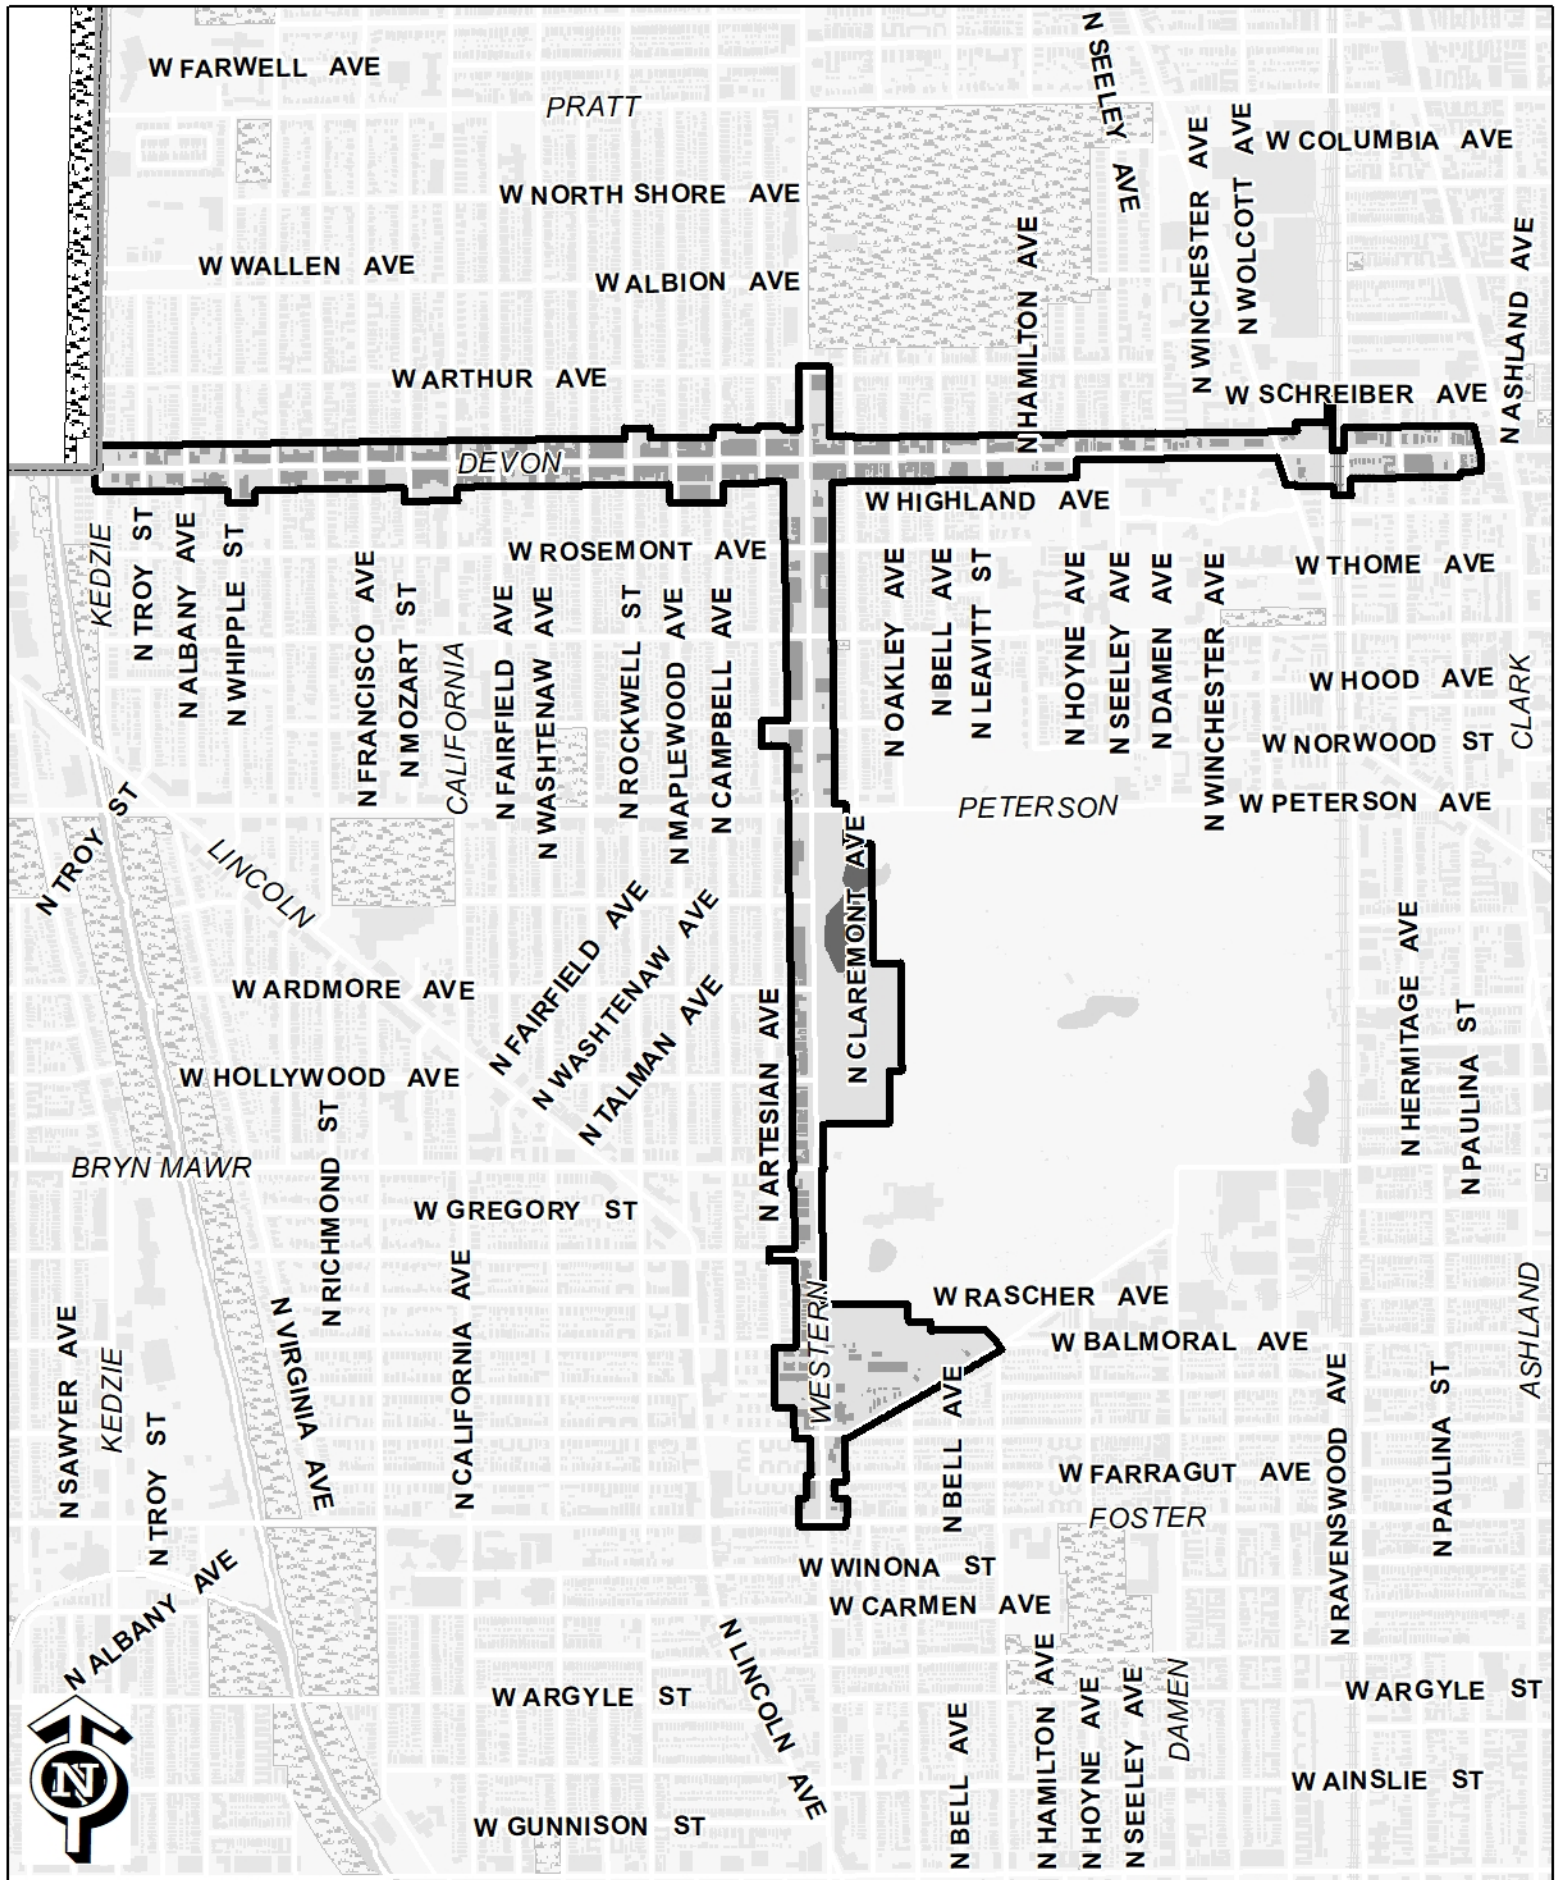 W FARWELL AVE
PRATT
N SEELEY AVE
W COLUMBIA AVE
N WINCHESTER AVE
N WOLCOTT AVE
W NORTH SHORE AVE
W WALLEN AVE
W ALBION AVE
N HAMILTON AVE
N ASHLAND AVE
W ARTHUR AVE
W SCHREIBER AVE
DEVON
W HIGHLAND AVE
KEDZIE
N TROY ST
N ALBANY AVE
N WHIPPLE ST
N FRANCISCO AVE
N MOZART ST
CALIFORNIA
W ROSEMONT AVE
N FAIRFIELD AVE
N WASHTENAW AVE
N ROCKWELL ST
N MAPLEWOOD AVE
N CAMPBELL AVE
N OAKLEY AVE
N BELL AVE
N LEAVITT ST
N HOYNE AVE
N SEELEY AVE
N DAMEN AVE
N WINCHESTER AVE
W THOME AVE
W HOOD AVE
CLARK
W NORWOOD ST
PETERSON
W PETERSON AVE
N TROY ST
LINCOLN
N CLAREMONT AVE
N FAIRFIELD AVE
N WASHTENAW AVE
N TALMAN AVE
W ARDMORE AVE
N ARTESIAN AVE
N HERMITAGE AVE
N PAULINA ST
W HOLLYWOOD AVE
N RICHMOND ST
BRYN MAWR
W GREGORY ST
N CALIFORNIA AVE
N VIRGINIA AVE
WESTERN
W RASCHER AVE
W BALMORAL AVE
ASHLAND
N SAWYER AVE
KEDZIE
N TROY ST
N BELL AVE
N RAVENSWOOD AVE
N PAULINA ST
W FARRAGUT AVE
FOSTER
W WINONA ST
W CARMEN AVE
N ALBANY AVE
N LINCOLN AVE
W ARGYLE ST
N BELL AVE
N HAMILTON AVE
N HOYNE AVE
N SEELEY AVE
DAMEN
W ARGYLE ST
W AINSLIE ST
N
W GUNNISON ST